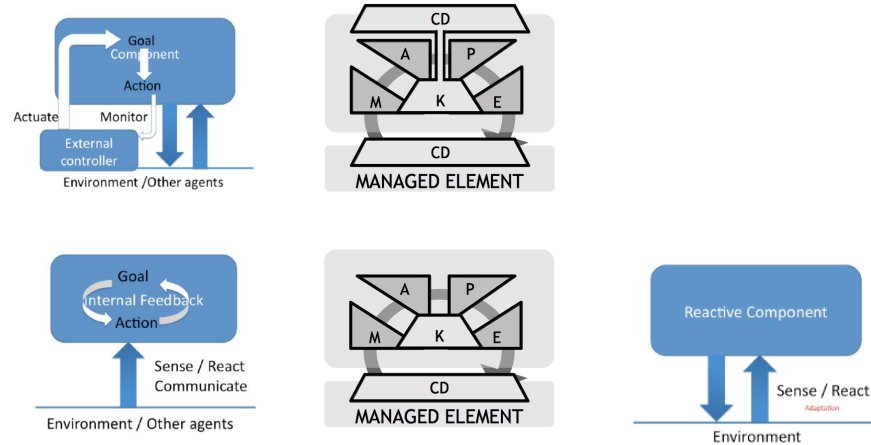 Goal
Component
Action
Actuate
Monitor
External
controller
Environment /Other agents
CD
A
P
M
K
E
CD
MANAGED ELEMENT
Goal
Internal Feedback
Action
Sense / React
Communicate
Environment / Other agents
A
P
M
K
E
CD
MANAGED ELEMENT
Reactive Component
Sense / React
Adaptation
Environment